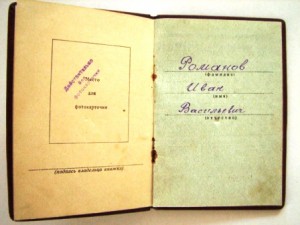 Действительно
Место
для
фотокарточки
(подпись владельца книжки)
Романов
(фамилия)
Иван
(имя)
Васильевич
(отчество)